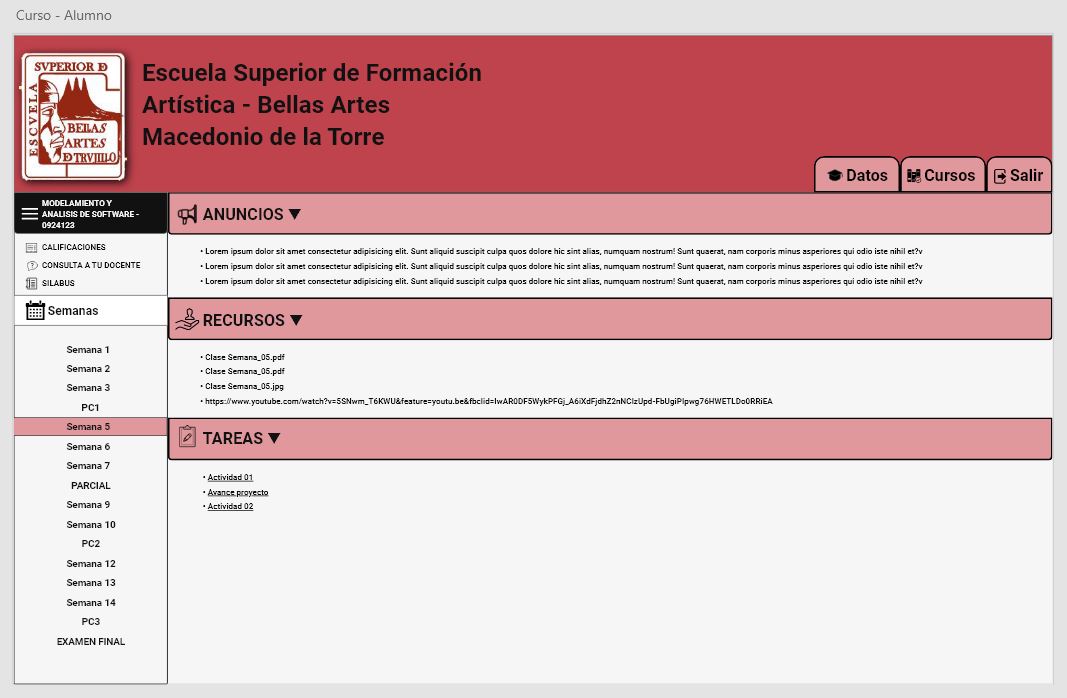 Curso - Alumno
SVPERIOR D
ESCVELA
BELLAS
ARTES
D TRVJILLO
Escuela Superior de Formación
Artística - Bellas Artes
Macedonio de la Torre
Datos
Cursos
Salir
MODELAMIENTO Y
ANALISIS DE SOFTWARE -
0924123
CALIFICACIONES
CONSULTA A TU DOCENTE
SILABUS
Semanas
Semana 1
Semana 2
Semana 3
PC1
Semana 5
Semana 6
Semana 7
PARCIAL
Semana 9
Semana 10
PC2
Semana 12
Semana 13
Semana 14
PC3
EXAMEN FINAL
ANUNCIOS ▼
• Lorem ipsum dolor sit amet consectetur adipisicing elit. Sunt aliquid suscipit culpa quos dolore hic sint alias, numquam nostrum! Sunt quaerat, nam corporis minus asperiores qui odio iste nihil et?v
• Lorem ipsum dolor sit amet consectetur adipisicing elit. Sunt aliquid suscipit culpa quos dolore hic sint alias, numquam nostrum! Sunt quaerat, nam corporis minus asperiores qui odio iste nihil et?v
• Lorem ipsum dolor sit amet consectetur adipisicing elit. Sunt aliquid suscipit culpa quos dolore hic sint alias, numquam nostrum! Sunt quaerat, nam corporis minus asperiores qui odio iste nihil et?v
RECURSOS ▼
• Clase Semana_05.pdf
• Clase Semana_05.pdf
• Clase Semana_05.jpg
• https://www.youtube.com/watch?v=5SNwm_T6KWU&feature=youtu.be&fbclid=IwAR0DF5WykPFGj_A6iXdFjdhZ2nNClzUpd-FbUgiPIpwg76HWETLDo0RRiEA
TAREAS ▼
• Actividad 01
• Avance proyecto
• Actividad 02